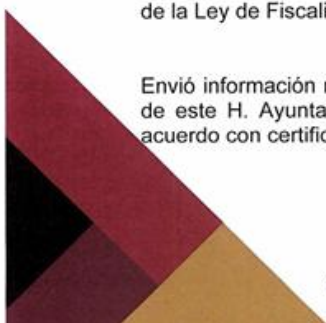 de la Ley de Fiscali
Envió información
de este H. Ayunta
acuerdo con certific